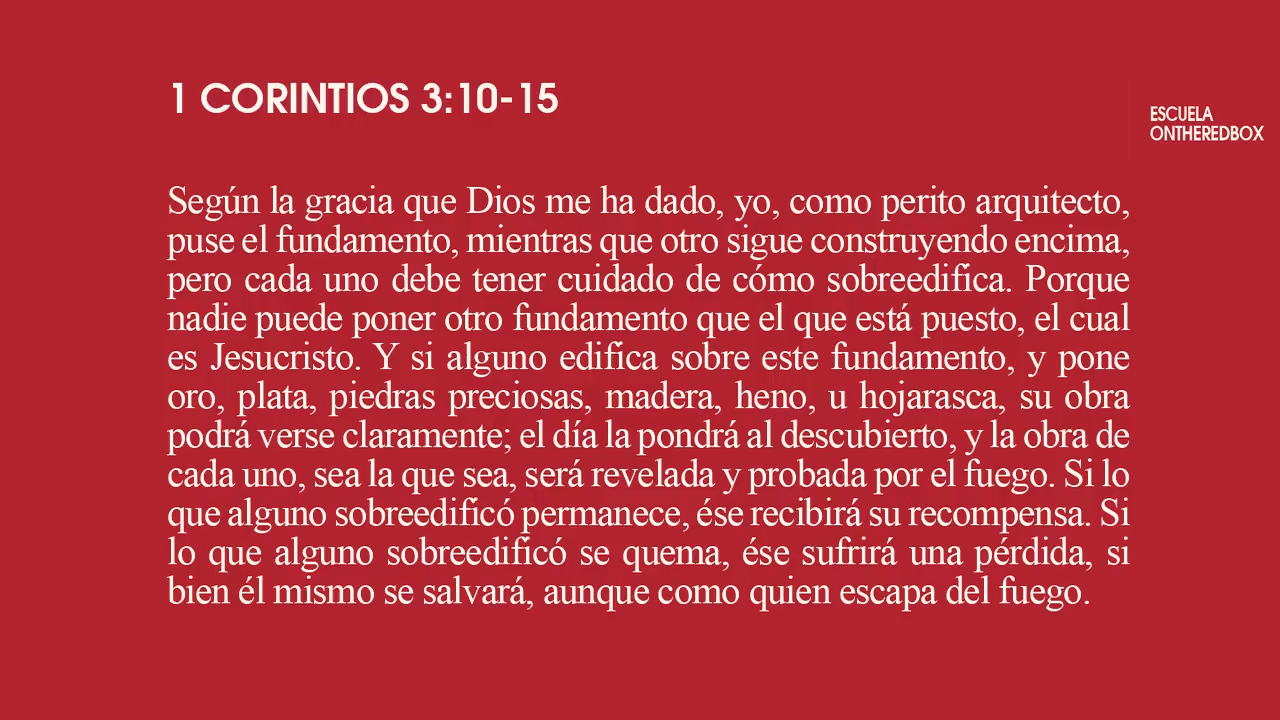 1 CORINTIOS 3:10-15
ESCUELA
ONTHEREDBOX
Según la gracia que Dios me ha dado, yo, como perito arquitecto,
puse el fundamento, mientras que otro sigue construyendo encima,
pero cada uno debe tener cuidado de cómo sobreedifica. Porque
nadie puede poner otro fundamento que el que está puesto, el cual
es Jesucristo. Y si alguno edifica sobre este fundamento, y pone
oro, plata, piedras preciosas, madera, heno, u hojarasca, su obra
podrá verse claramente; el día la pondrá al descubierto, y la obra de
cada uno, sea la que sea, será revelada y probada por el fuego. Si lo
que alguno sobreedificó permanece, ése recibirá su recompensa. Si
lo que alguno sobreedificó se quema, ése sufrirá una pérdida, si
bien él mismo se salvará, aunque como quien escapa del fuego.